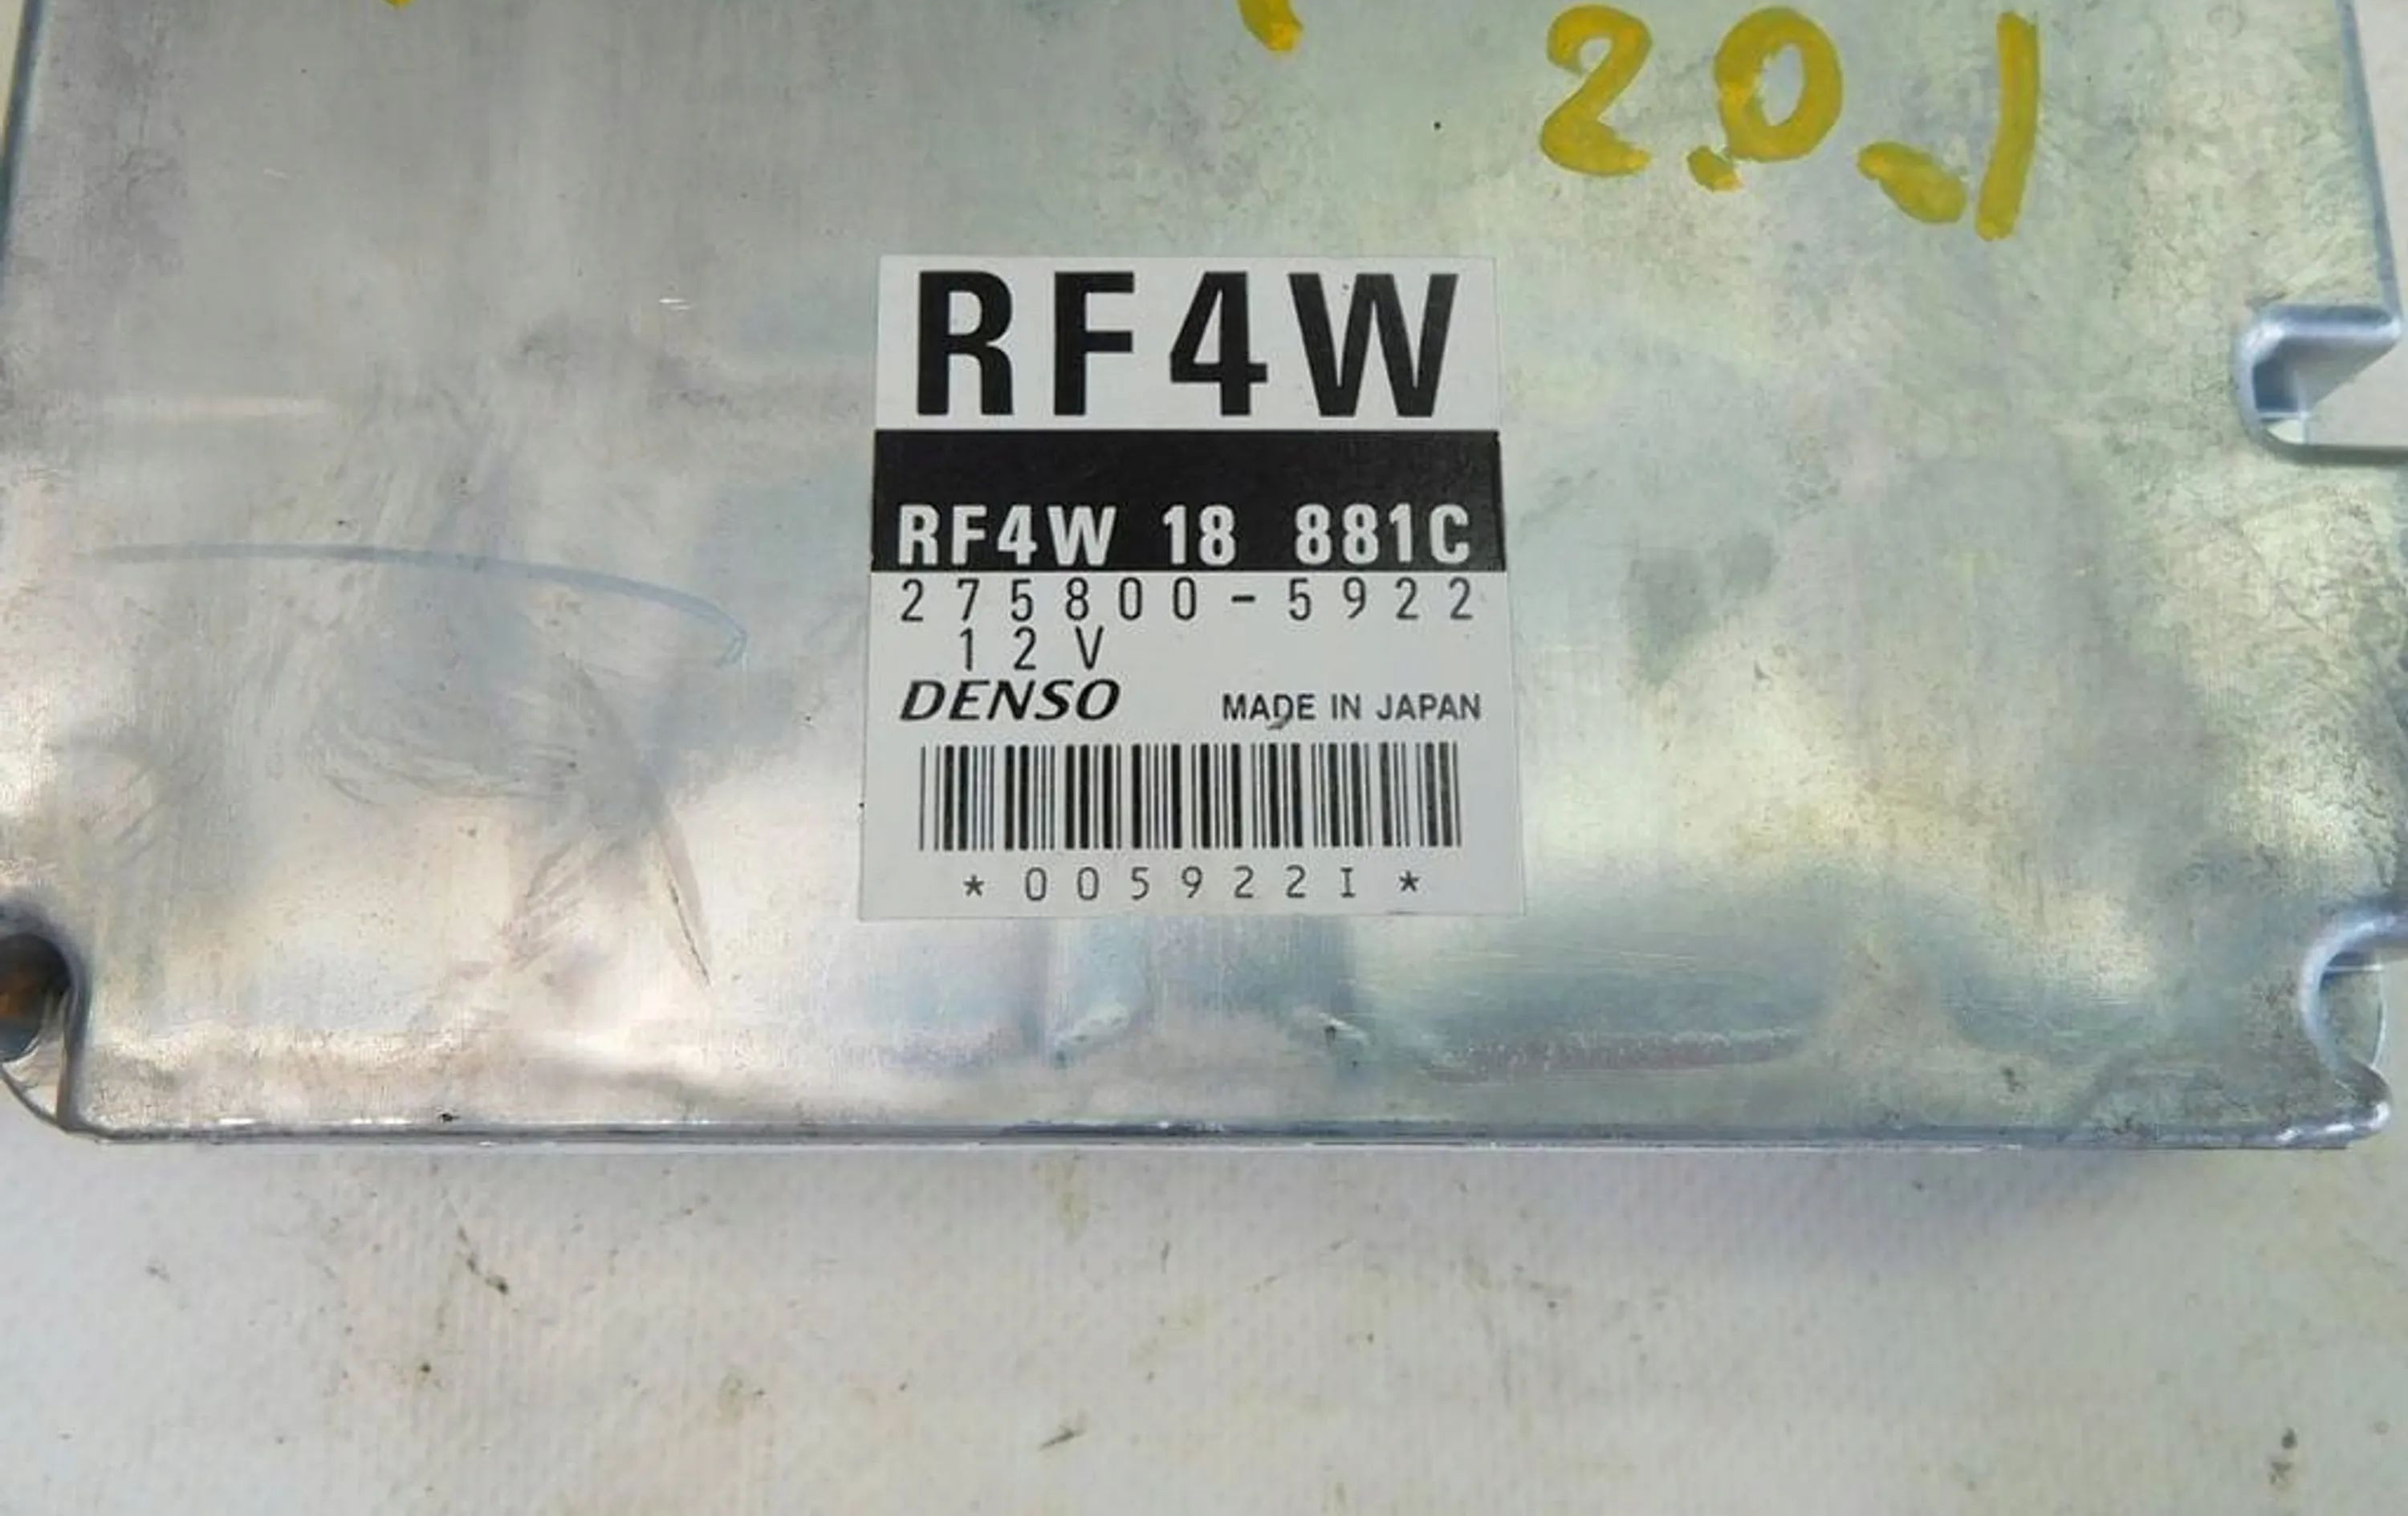 2.0
RF4W
RF4W 18 881C
275800-5922
12V
DENSO MADE IN JAPAN
*005922I*